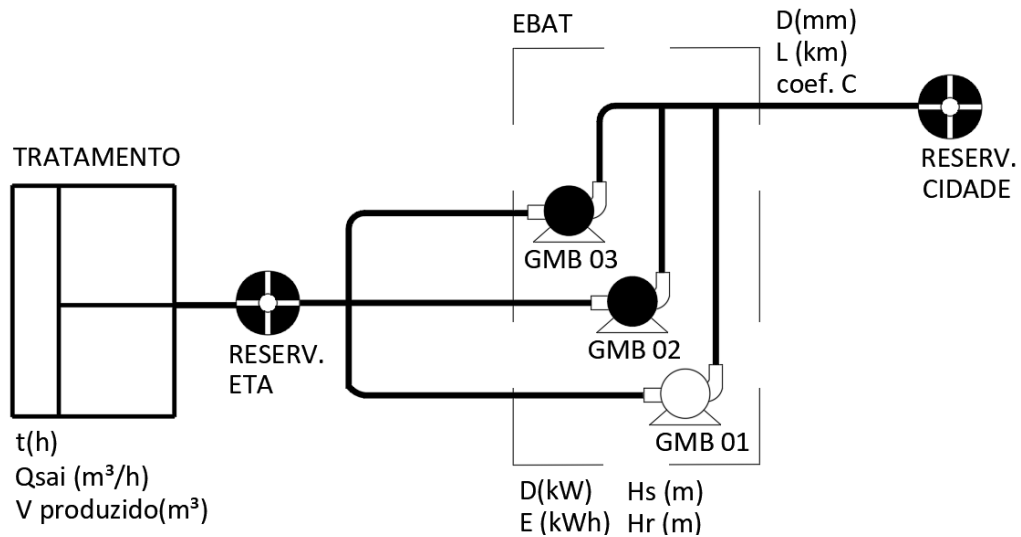 EBAT
D(mm)
L (km)
coef. C
TRATAMENTO
RESERV.
CIDADE
GMB 03
RESERV.
ETA
GMB 02
GMB 01
t(h)
Qsai (m³/h)
V produzido(m³)
D(kW) Hs (m)
E (kWh) Hr (m)